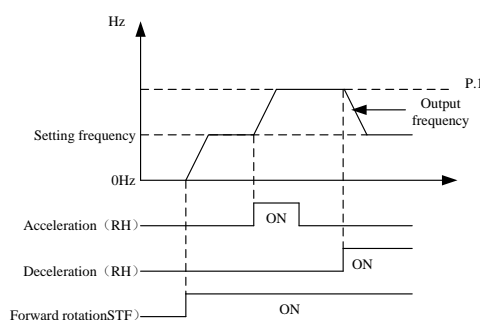 Hz
P.1
Output
frequency
Setting frequency
0Hz
Acceleration（RH）
ON
Deceleration（RH）
ON
Forward rotationSTF)
ON